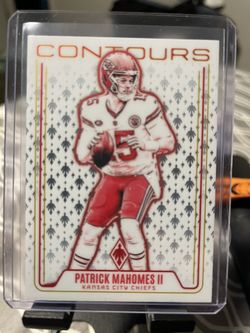 CONTOURS
15
PATRICK MAHOMES II
KANSAS CITY CHIEFS